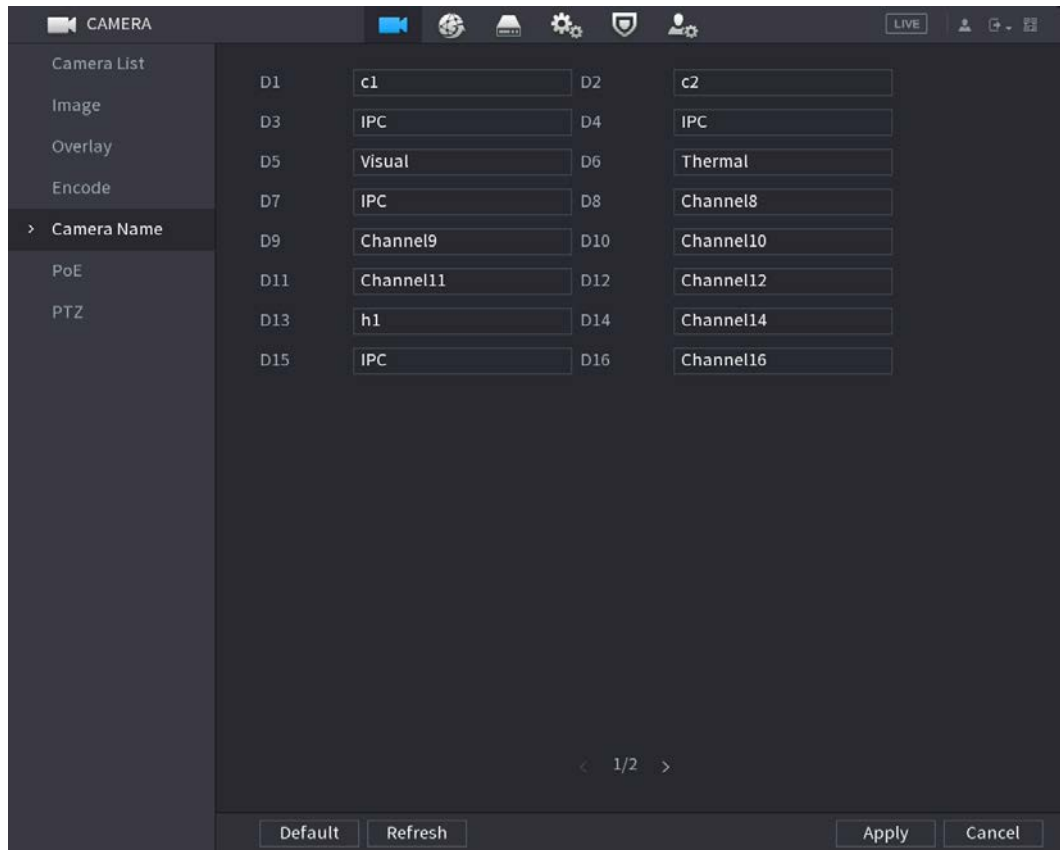 CAMERA LIVE
Camera List
Image
Overlay
Encode
> Camera Name
PoE
PTZ
D1 c1 D2 c2
D3 IPC D4 IPC
D5 Visual D6 Thermal
D7 IPC D8 Channel8
D9 Channel9 D10 Channel10
D11 Channel11 D12 Channel12
D13 h1 D14 Channel14
D15 IPC D16 Channel16
< 1/2 >
Default Refresh Apply Cancel